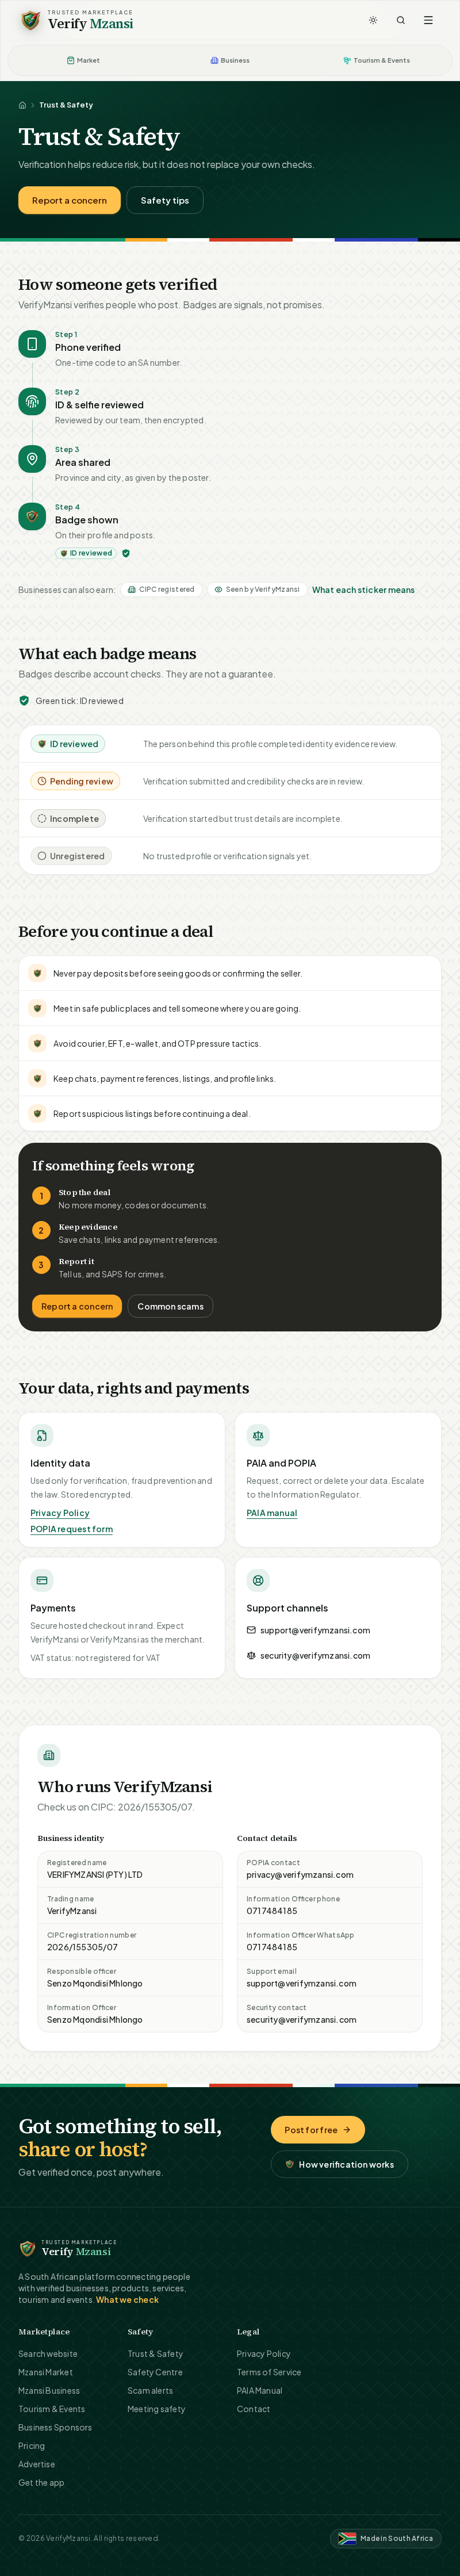 TRUSTED MARKETPLACE
Verify Mzansi
Market
Business
Tourism & Events
Trust & Safety
Trust & Safety
Verification helps reduce risk, but it does not replace your own checks.
Report a concern
Safety tips
How someone gets verified
VerifyMzansi verifies people who post. Badges are signals, not promises.
Step 1
Phone verified
One-time code to an SA number.
Step 2
ID & selfie reviewed
Reviewed by our team, then encrypted.
Step 3
Area shared
Province and city, as given by the poster.
Step 4
Badge shown
On their profile and posts.
ID reviewed
Businesses can also earn:
CIPC registered
Seen by VerifyMzansi
What each sticker means
What each badge means
Badges describe account checks. They are not a guarantee.
Green tick: ID reviewed
ID reviewed
The person behind this profile completed identity evidence review.
Pending review
Verification submitted and credibility checks are in review.
Incomplete
Verification started but trust details are incomplete.
Unregistered
No trusted profile or verification signals yet.
Before you continue a deal
Never pay deposits before seeing goods or confirming the seller.
Meet in safe public places and tell someone where you are going.
Avoid courier, EFT, e-wallet, and OTP pressure tactics.
Keep chats, payment references, listings, and profile links.
Report suspicious listings before continuing a deal.
If something feels wrong
1
Stop the deal
No more money, codes or documents.
2
Keep evidence
Save chats, links and payment references.
3
Report it
Tell us, and SAPS for crimes.
Report a concern
Common scams
Your data, rights and payments
Identity data
Used only for verification, fraud prevention and
the law. Stored encrypted.
Privacy Policy
POPIA request form
PAIA and POPIA
Request, correct or delete your data. Escalate
to the Information Regulator.
PAIA manual
Payments
Secure hosted checkout in rand. Expect
VerifyMzansi or VerifyMzansi as the merchant.
VAT status: not registered for VAT
Support channels
support@verifymzansi.com
security@verifymzansi.com
Who runs VerifyMzansi
Check us on CIPC: 2026/155305/07.
Business identity
Registered name
VERIFYMZANSI (PTY) LTD
Trading name
VerifyMzansi
CIPC registration number
2026/155305/07
Responsible officer
Senzo Mqondisi Mhlongo
Information Officer
Senzo Mqondisi Mhlongo
Contact details
POPIA contact
privacy@verifymzansi.com
Information Officer phone
0717484185
Information Officer WhatsApp
0717484185
Support email
support@verifymzansi.com
Security contact
security@verifymzansi.com
Got something to sell,
share or host?
Get verified once, post anywhere.
Post for free
How verification works
TRUSTED MARKETPLACE
Verify Mzansi
A South African platform connecting people
with verified businesses, products, services,
tourism and events. What we check
Marketplace
Search website
Mzansi Market
Mzansi Business
Tourism & Events
Business Sponsors
Pricing
Advertise
Get the app
Safety
Trust & Safety
Safety Centre
Scam alerts
Meeting safety
Legal
Privacy Policy
Terms of Service
PAIA Manual
Contact
© 2026 VerifyMzansi. All rights reserved.
Made in South Africa